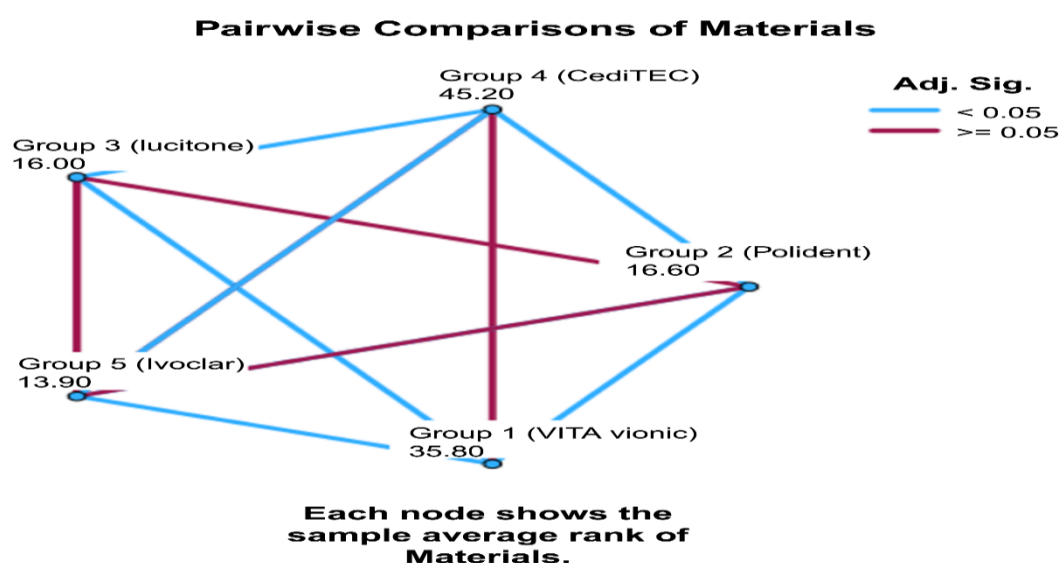 Pairwise Comparisons of Materials
Group 4 (CediTEC)
45.20
Adj. Sig.
< 0.05
>= 0.05
Group 3 (lucitone)
16.00
Group 2 (Polident)
16.60
Group 5 (Ivoclar)
13.90
Group 1 (VITA vionic)
35.80
Each node shows the
sample average rank of
Materials.